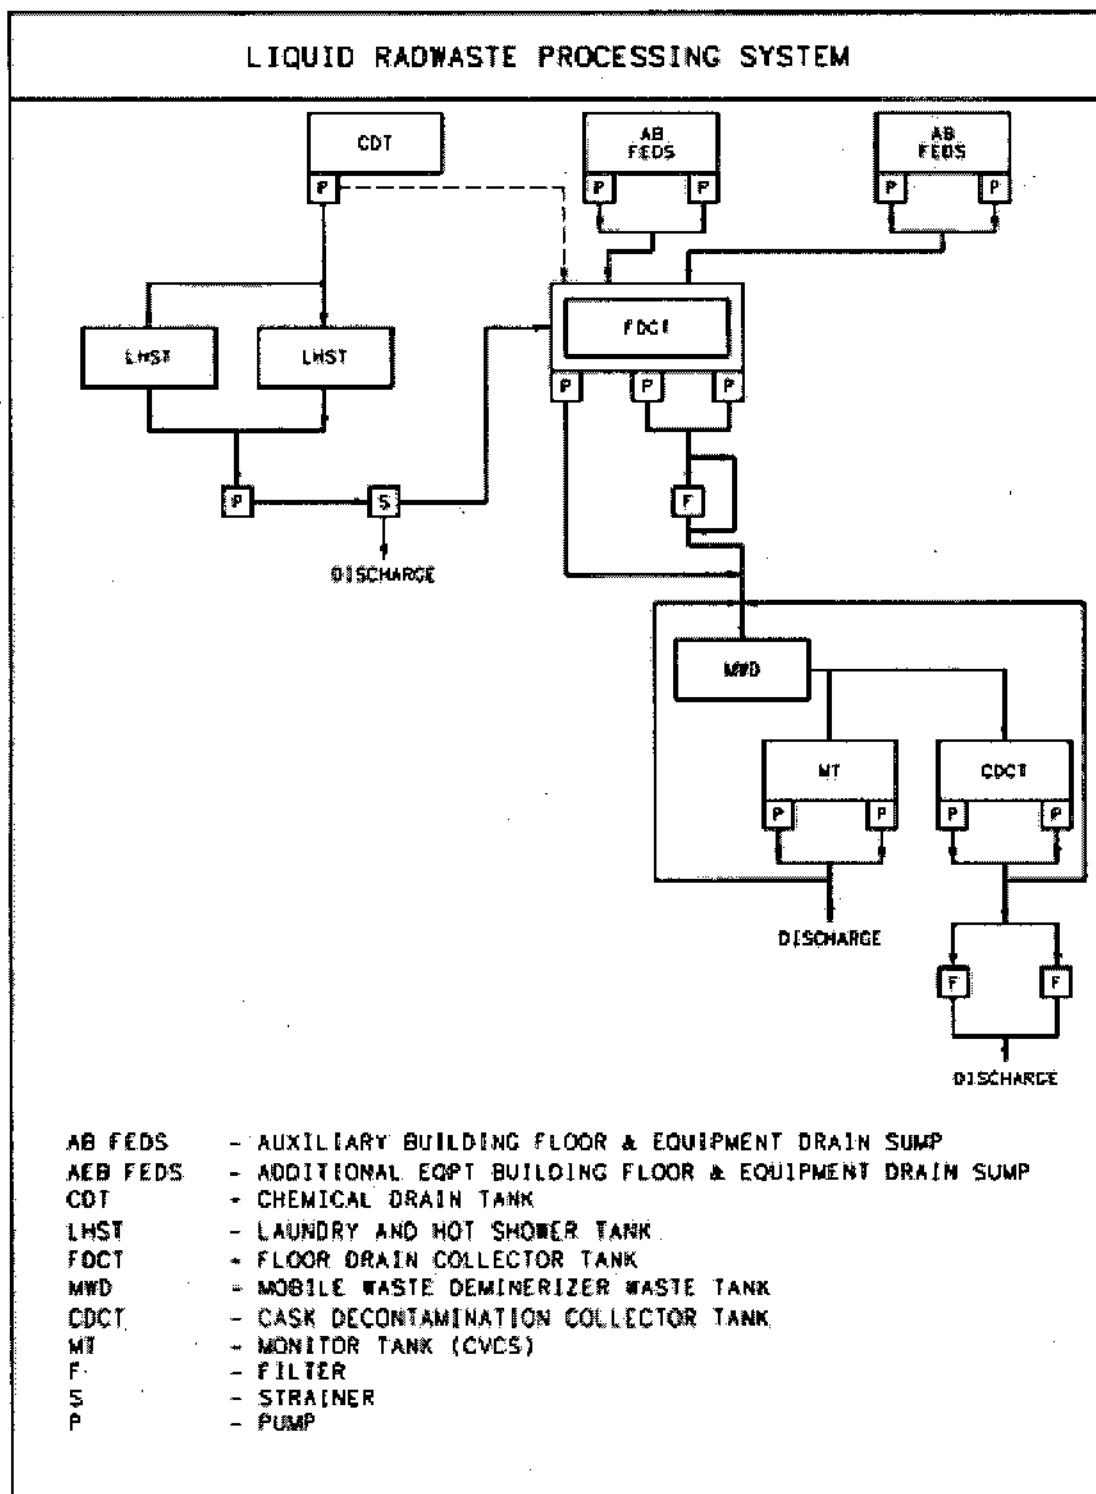 LIQUID RADWASTE PROCESSING SYSTEM
CDT
AB
FEDS
AB
FEDS
P
P
P
P
P
FDCT
LHST
LHST
P
P
P
P
S
F
DISCHARGE
MWD
MT
CDCT
P
P
P
P
DISCHARGE
F
F
DISCHARGE
AB FEDS - AUXILIARY BUILDING FLOOR & EQUIPMENT DRAIN SUMP
AEB FEDS - ADDITIONAL EQPT BUILDING FLOOR & EQUIPMENT DRAIN SUMP
CDT - CHEMICAL DRAIN TANK
LHST - LAUNDRY AND HOT SHOWER TANK
FDCT - FLOOR DRAIN COLLECTOR TANK
MWD - MOBILE WASTE DEMINERIZER WASTE TANK
CDCT - CASK DECONTAMINATION COLLECTOR TANK
MT - MONITOR TANK (CVCS)
F - FILTER
S - STRAINER
P - PUMP